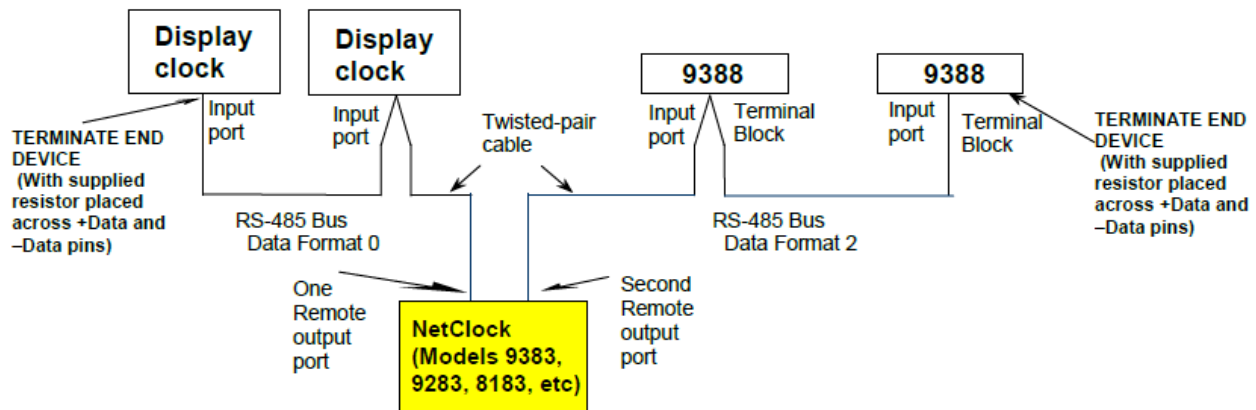 Display
clock
Display
clock
9388
9388
Input
port
Input
port
Twisted-pair
cable
Input
port
Terminal
Block
Input
port
Terminal
Block
TERMINATE END
DEVICE
(With supplied
resistor placed
across +Data and
–Data pins)
TERMINATE END
DEVICE
(With supplied
resistor placed
across +Data and
–Data pins)
RS-485 Bus
Data Format 0
RS-485 Bus
Data Format 2
One
Remote
output
port
Second
Remote
output
port
NetClock
(Models 9383,
9283, 8183, etc)